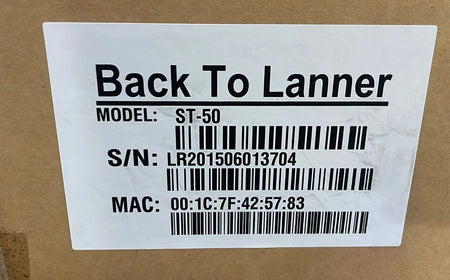 Back To Lanner
MODEL: ST-50
S/N: LR201506013704
MAC: 00:1C:7F:42:57:83